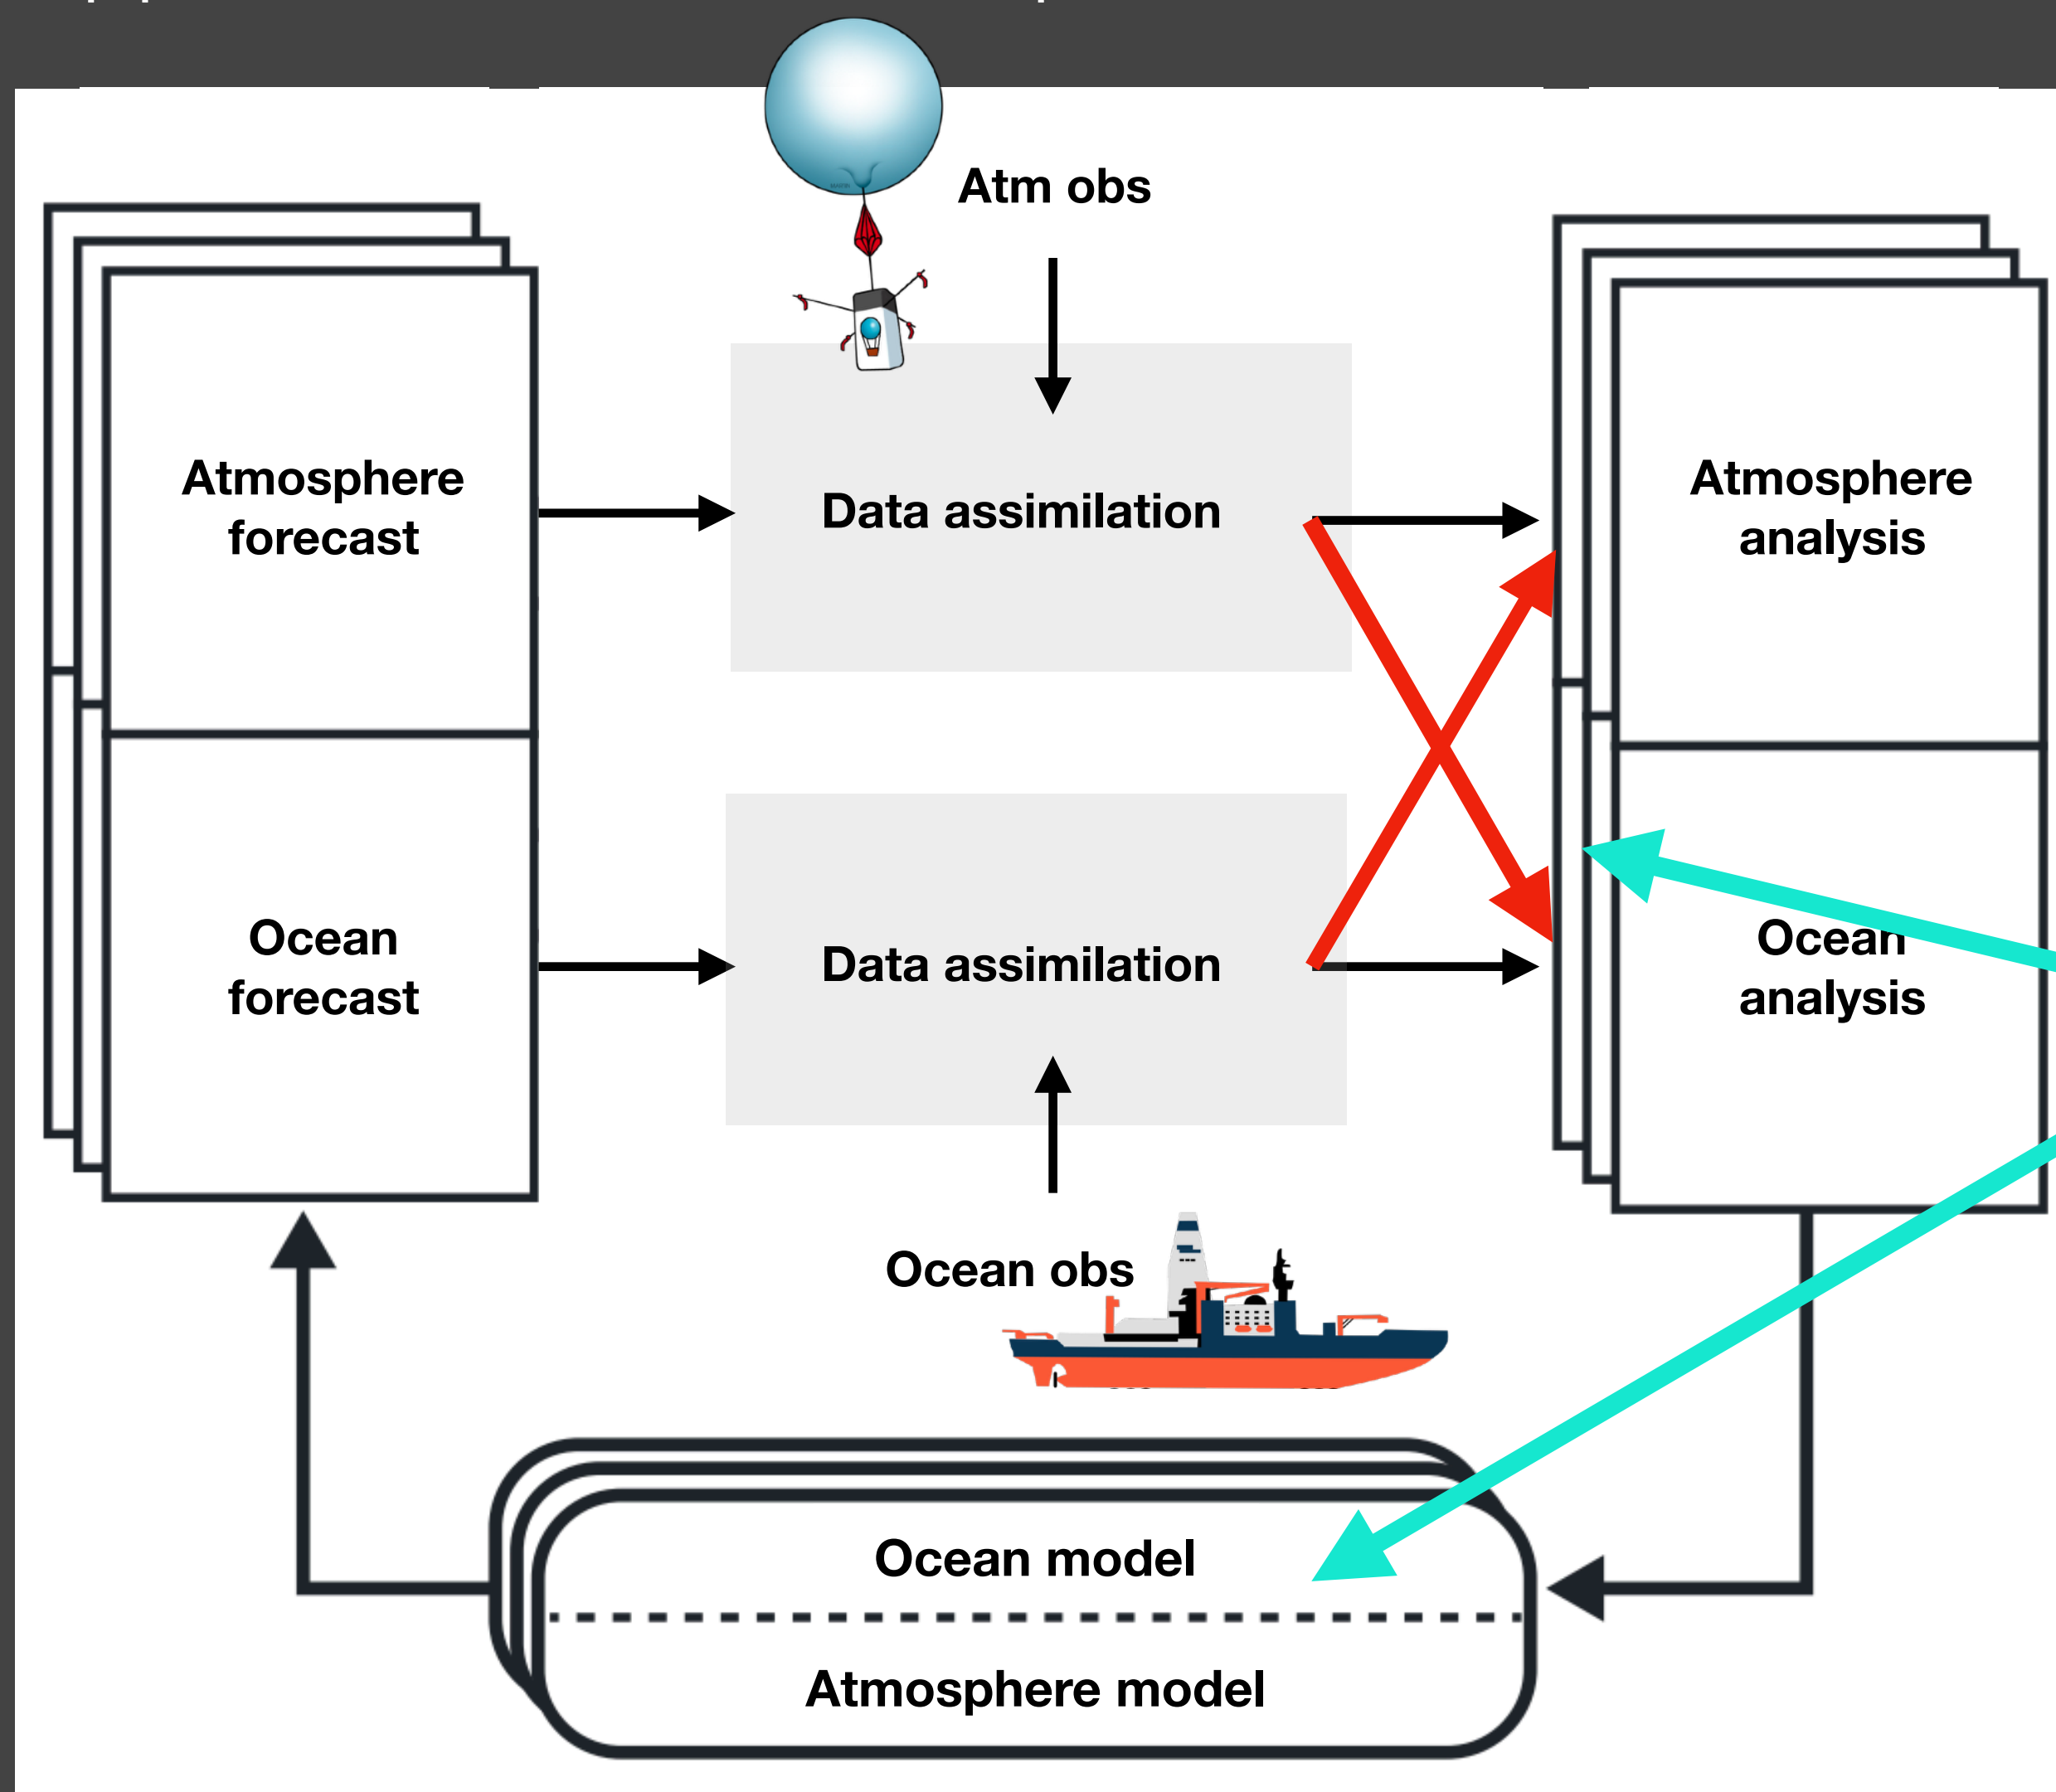 Atm obs
Atmosphere
forecast
Data assimilation
Atmosphere
analysis
Ocean
forecast
Data assimilation
Ocean
analysis
Ocean obs
Ocean model
Atmosphere model